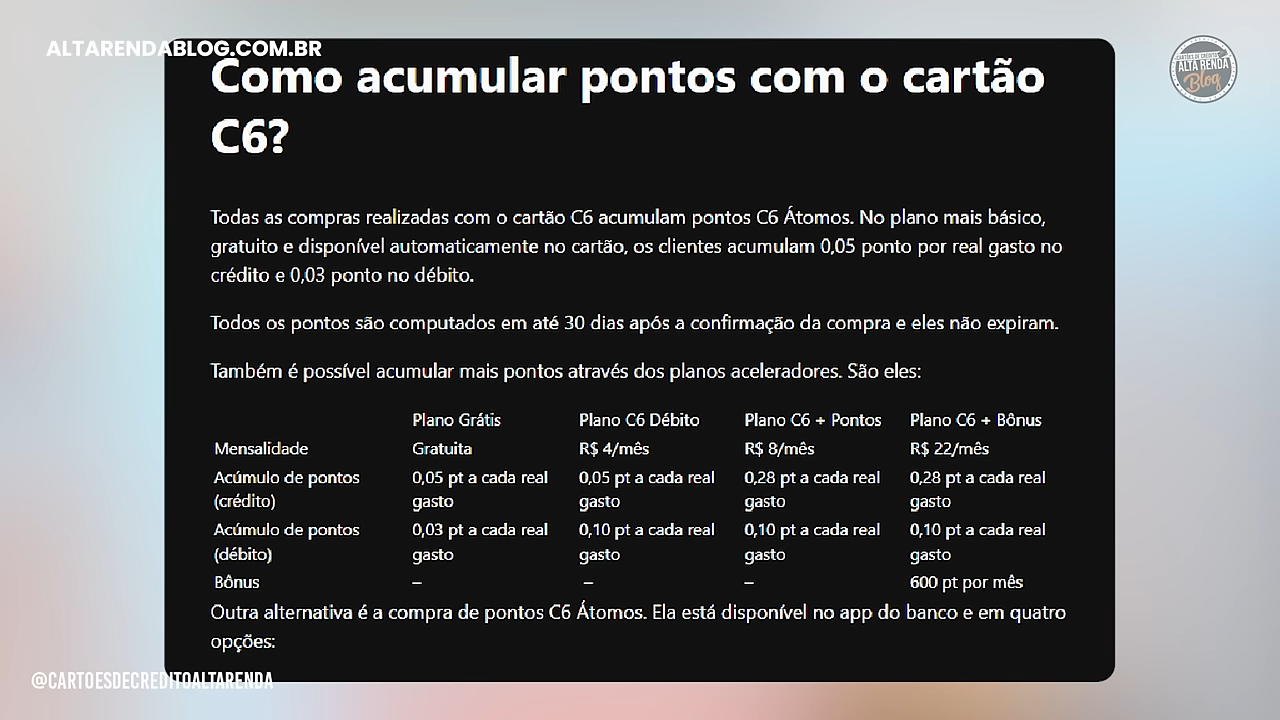 ALTARENDABLOG.COM.BR
CARTÕES DE CRÉDITO
ALTA RENDA
Blog
Como acumular pontos com o cartão
C6?
Todas as compras realizadas com o cartão C6 acumulam pontos C6 Átomos. No plano mais básico,
gratuito e disponível automaticamente no cartão, os clientes acumulam 0,05 ponto por real gasto no
crédito e 0,03 ponto no débito.
Todos os pontos são computados em até 30 dias após a confirmação da compra e eles não expiram.
Também é possível acumular mais pontos através dos planos aceleradores. São eles:
Plano Grátis Plano C6 Débito Plano C6 + Pontos Plano C6 + Bônus
Mensalidade Gratuita R$ 4/mês R$ 8/mês R$ 22/mês
Acúmulo de pontos 0,05 pt a cada real 0,05 pt a cada real 0,28 pt a cada real 0,28 pt a cada real
(crédito) gasto gasto gasto gasto
Acúmulo de pontos 0,03 pt a cada real 0,10 pt a cada real 0,10 pt a cada real 0,10 pt a cada real
(débito) gasto gasto gasto gasto
Bônus – – – 600 pt por mês
Outra alternativa é a compra de pontos C6 Átomos. Ela está disponível no app do banco e em quatro
opções:
@CARTOESDECREDITOALTARENDA